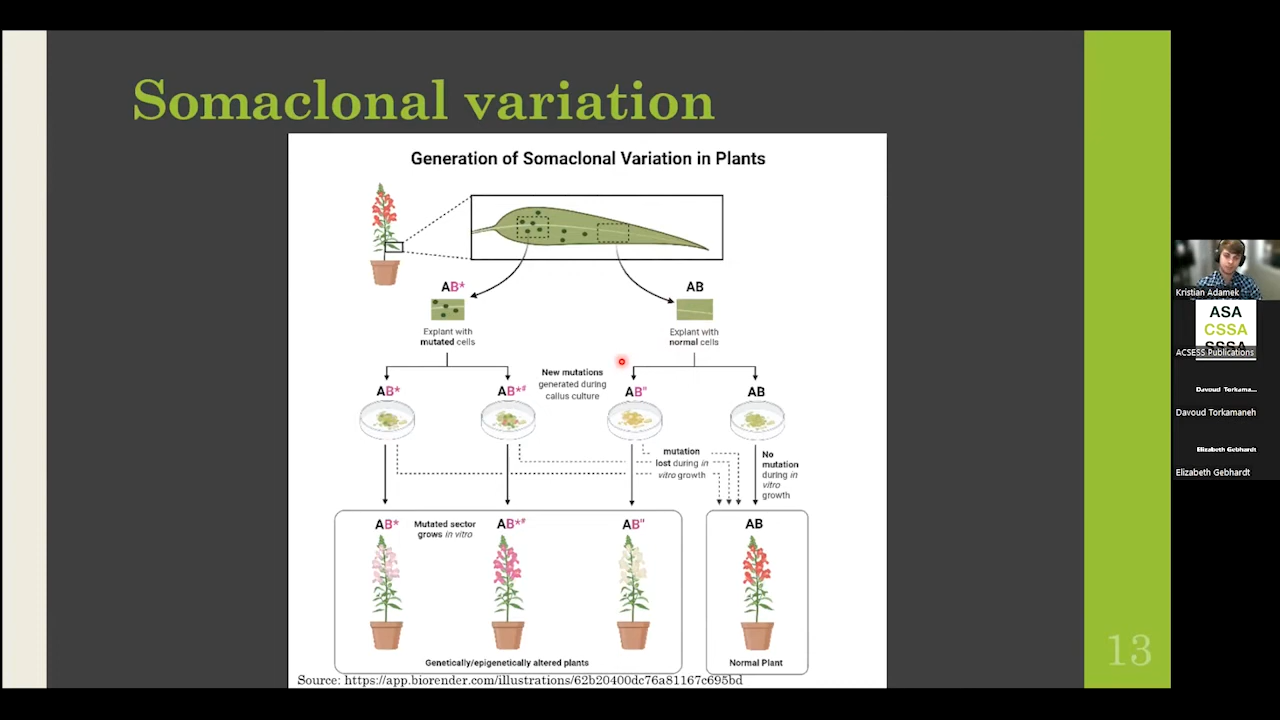 Somaclonal variation
Generation of Somaclonal Variation in Plants
AB*
AB
Explant with
mutated cells
Explant with
normal cells
New mutations
generated during
callus culture
AB*
AB*#
AB"
AB
mutation
lost during in
vitro growth
No
mutation
during in
vitro
growth
AB*
Mutated sector
grows in vitro
AB*#
AB"
AB
Genetically/epigenetically altered plants
Normal Plant
Source: https://app.biorender.com/illustrations/62b20400dc76a81167c695bd
13
Kristian Adamek
ASA
CSSA
SSSA
ACSESS Publications
Davoud Torkama...
Davoud Torkamaneh
Elizabeth Gebhardt
Elizabeth Gebhardt